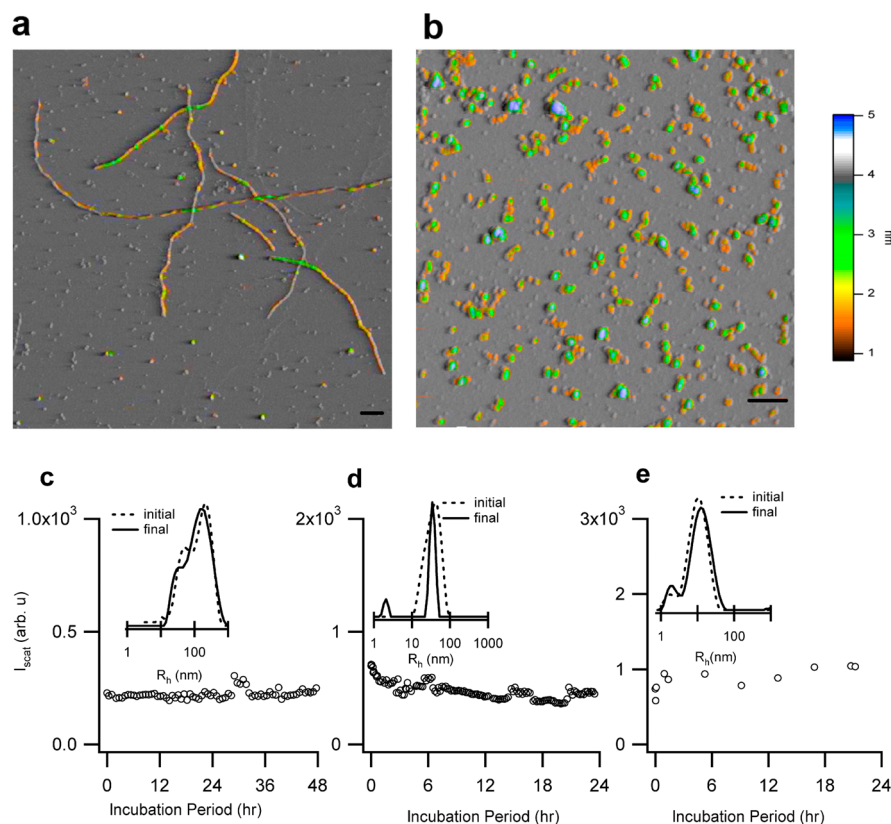 a
b
5
4
3
2
1
nm
c
d
e
initial
final
1.0x10³
0.5
0.0
I_scat (arb. u)
1
100
R_h (nm)
0
12
24
36
48
Incubation Period (hr)
initial
final
2x10³
1
0
1
10
100
1000
R_h (nm)
0
6
12
18
24
Incubation Period (hr)
initial
final
3x10³
2
1
0
1
10
100
R_h(nm)
0
6
12
18
24
Incubation Period (hr)